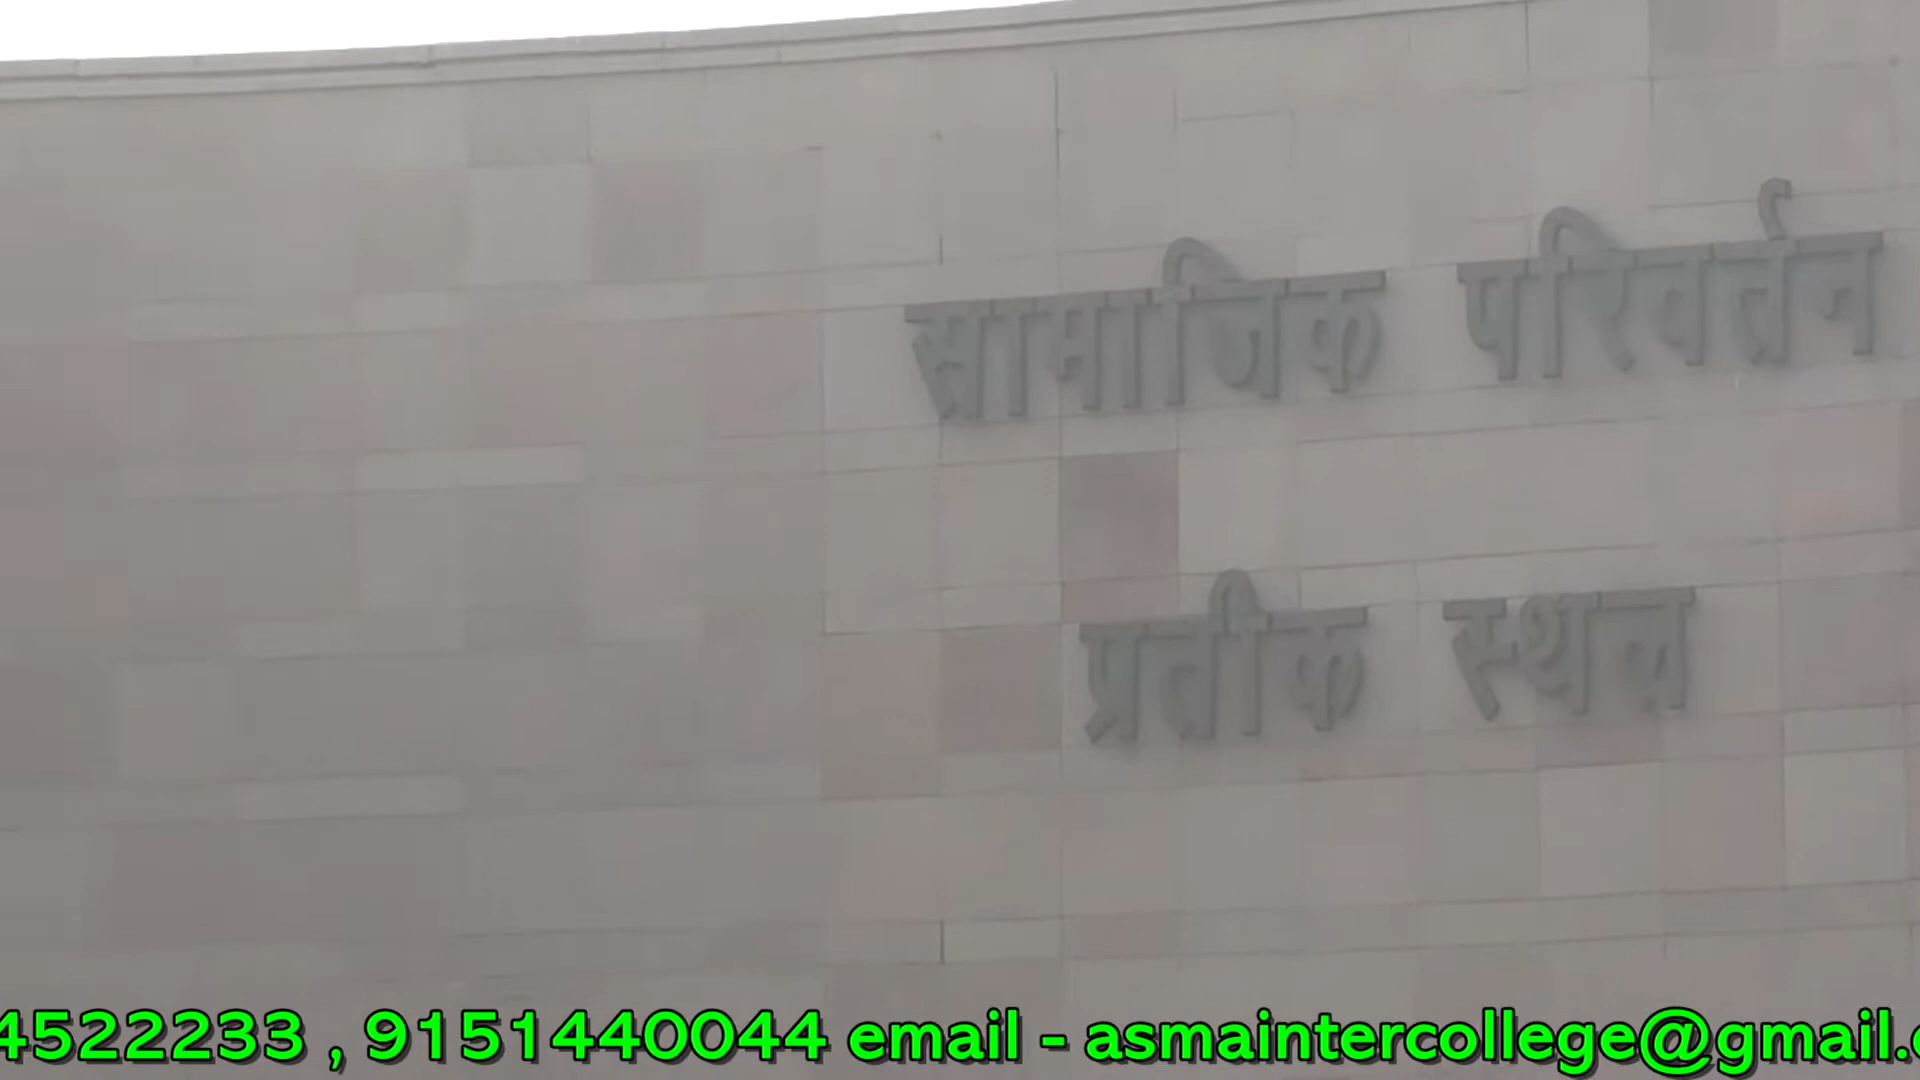 सामाजिक परिवर्तन
प्रतीक स्थल
4522233 , 9151440044 email - asmaintercollege@gmail.c